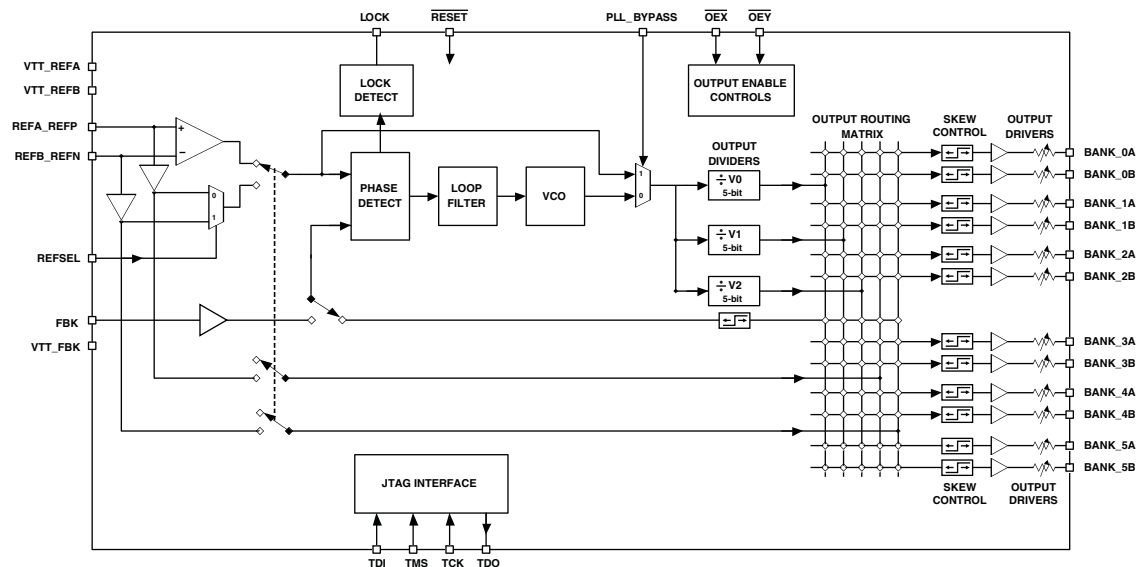 LOCK
RESET
PLL_BYPASS
OEX
OEY
VTT_REFA
VTT_REFB
REFA_REFP
REFB_REFN
REFSEL
FBK
VTT_FBK
+
–
0
1
LOCK
DETECT
PHASE
DETECT
LOOP
FILTER
VCO
1
0
OUTPUT ENABLE
CONTROLS
OUTPUT
DIVIDERS
÷ V0
5-bit
÷ V1
5-bit
÷ V2
5-bit
OUTPUT ROUTING
MATRIX
SKEW
CONTROL
OUTPUT
DRIVERS
BANK_0A
BANK_0B
BANK_1A
BANK_1B
BANK_2A
BANK_2B
BANK_3A
BANK_3B
BANK_4A
BANK_4B
BANK_5A
BANK_5B
SKEW
CONTROL
OUTPUT
DRIVERS
JTAG INTERFACE
TDI
TMS
TCK
TDO